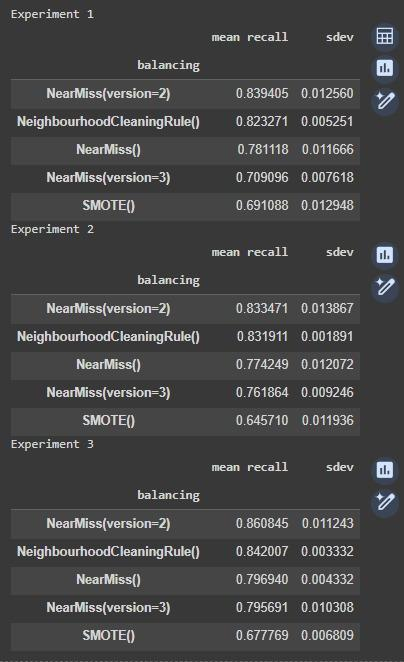 Experiment 1
mean recall sdev
balancing
NearMiss(version=2) 0.839405 0.012560
NeighbourhoodCleaningRule() 0.823271 0.005251
NearMiss() 0.781118 0.011666
NearMiss(version=3) 0.709096 0.007618
SMOTE() 0.691088 0.012948
Experiment 2
mean recall sdev
balancing
NearMiss(version=2) 0.833471 0.013867
NeighbourhoodCleaningRule() 0.831911 0.001891
NearMiss() 0.774249 0.012072
NearMiss(version=3) 0.761864 0.009246
SMOTE() 0.645710 0.011936
Experiment 3
mean recall sdev
balancing
NearMiss(version=2) 0.860845 0.011243
NeighbourhoodCleaningRule() 0.842007 0.003332
NearMiss() 0.796940 0.004332
NearMiss(version=3) 0.795691 0.010308
SMOTE() 0.677769 0.006809